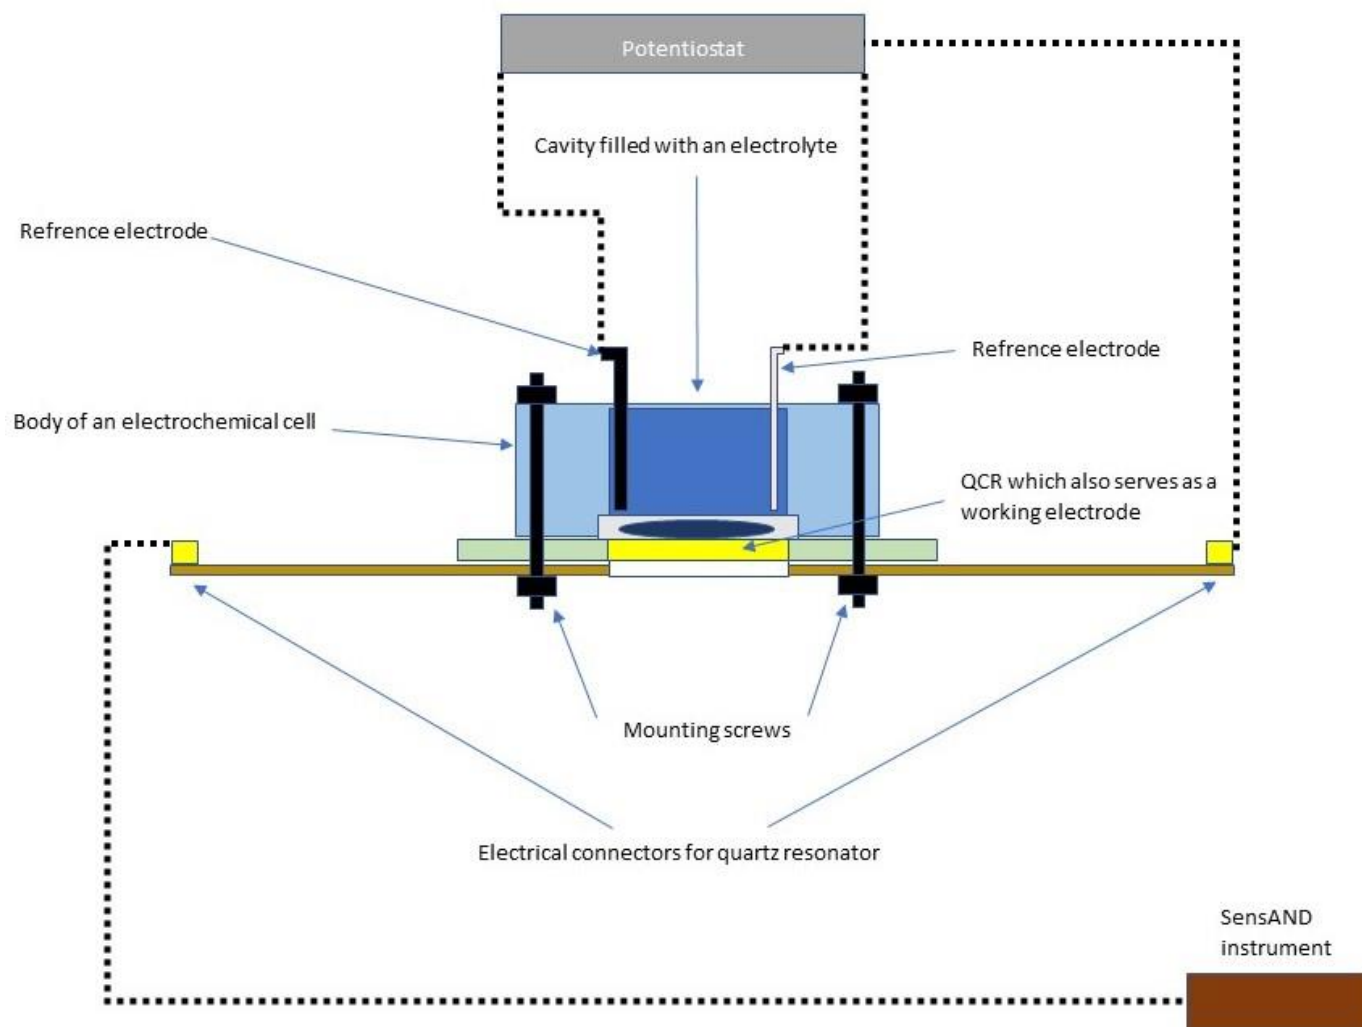 Potentiostat
Cavity filled with an electrolyte
Refrence electrode
Refrence electrode
Body of an electrochemical cell
QCR which also serves as a
working electrode
Mounting screws
Electrical connectors for quartz resonator
SensAND
instrument